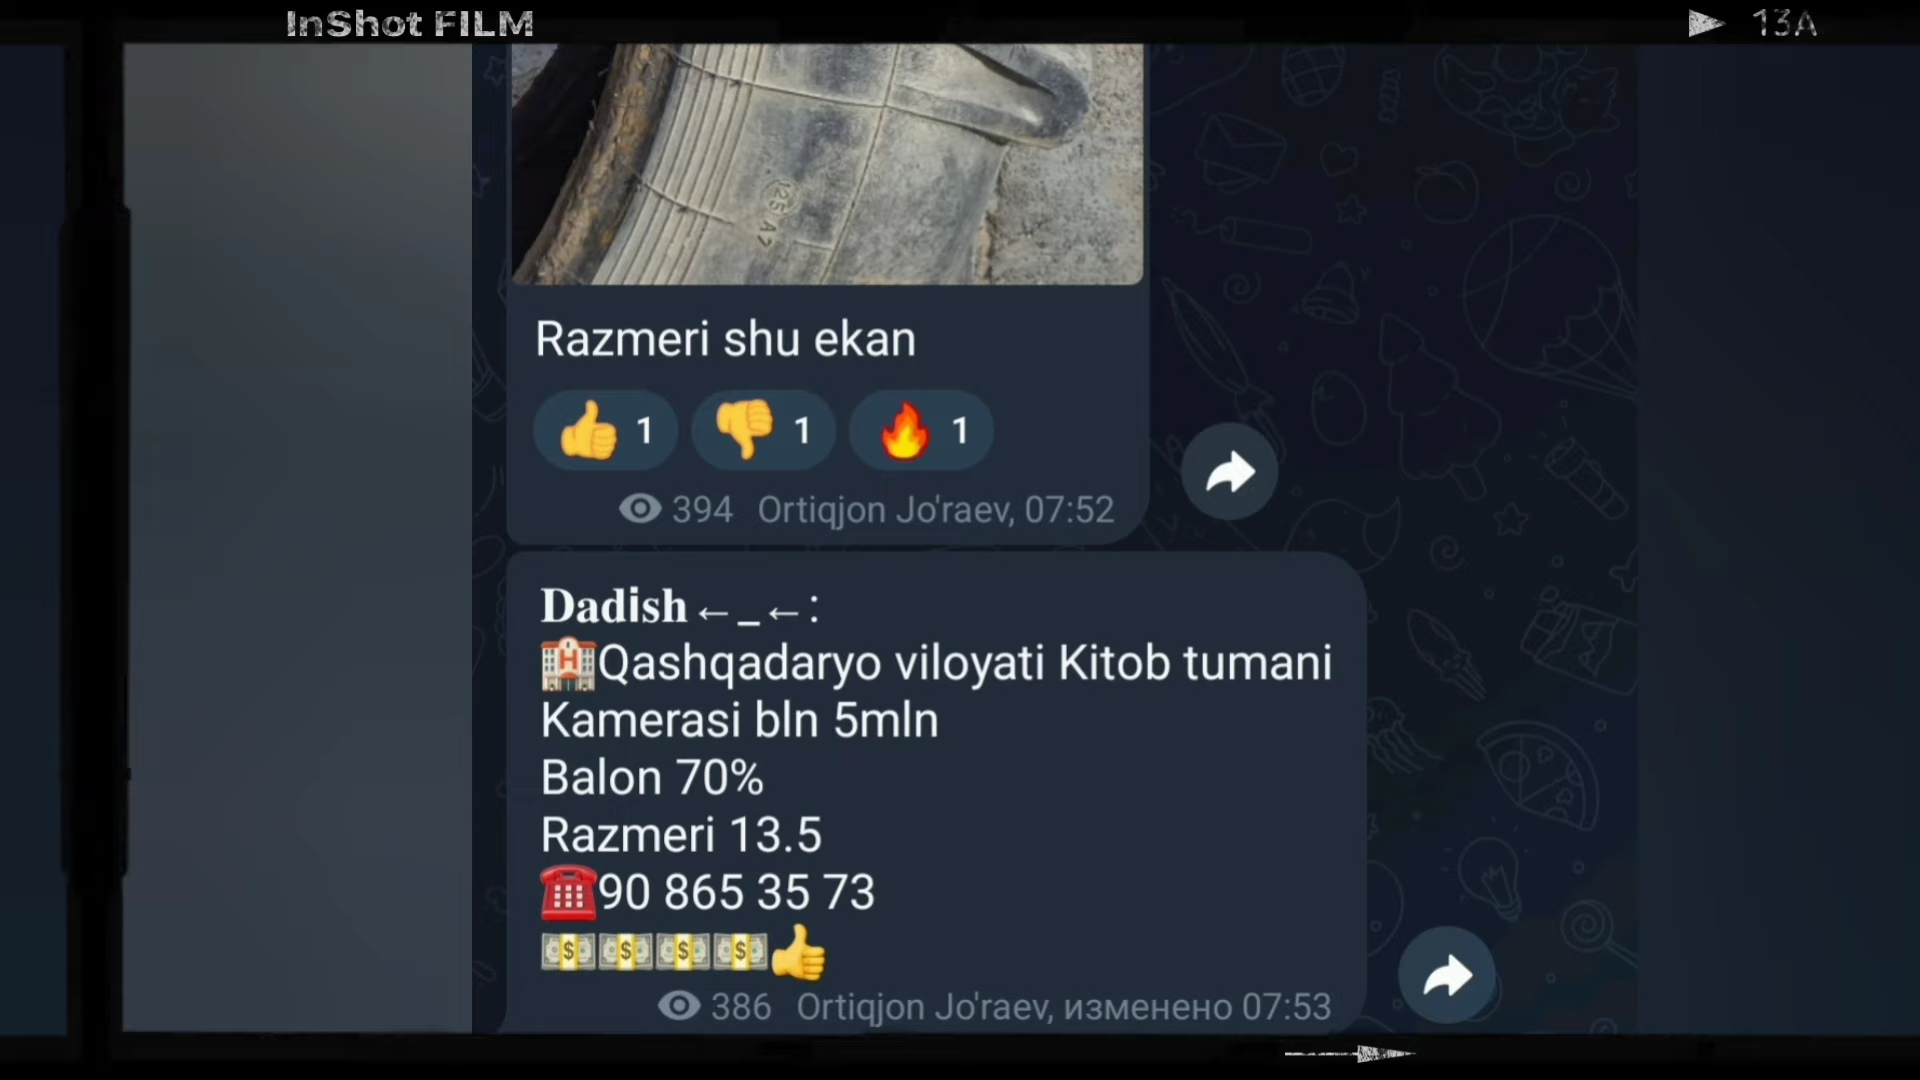 InShot FILM
13A
125 A7
Razmeri shu ekan
1 1 1
394 Ortiqjon Jo'raev, 07:52
Dadish←_←:
Qashqadaryo viloyati Kitob tumani
Kamerasi bln 5mln
Balon 70%
Razmeri 13.5
90 865 35 73
386 Ortiqjon Jo'raev, изменено 07:53